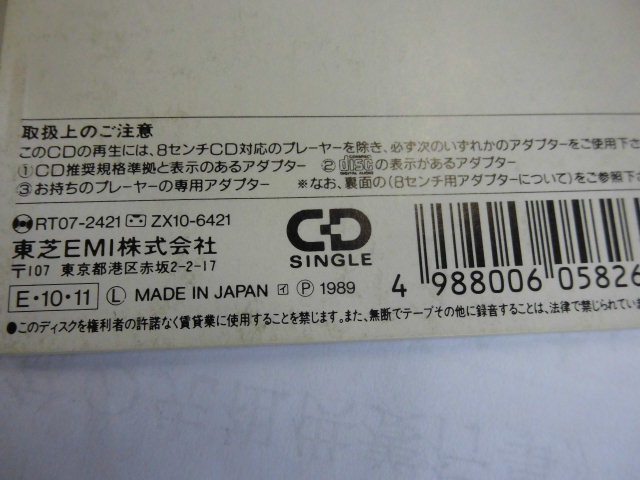 取扱上のご注意
このCDの再生には、8センチCD対応のプレーヤーを除き、必ず次のいずれかのアダプターをご使用下さ
①CD推奨規格準拠と表示のあるアダプター ②COMPACT disc DIGITAL AUDIOの表示があるアダプター
③お持ちのプレーヤーの専用アダプター ※なお、裏面の(8センチ用アダプターについて)をご参照下さ
RT07-2421 ZX10-6421
東芝EMI株式会社
〒107 東京都港区赤坂2-2-17
CD
SINGLE
4 988006 05826
E・10・11 Ⓛ MADE IN JAPAN Ⓟ 1989
●このディスクを権利者の許諾なく賃貸業に使用することを禁じます。また、無断でテープその他に録音することは、法律で禁じられていま